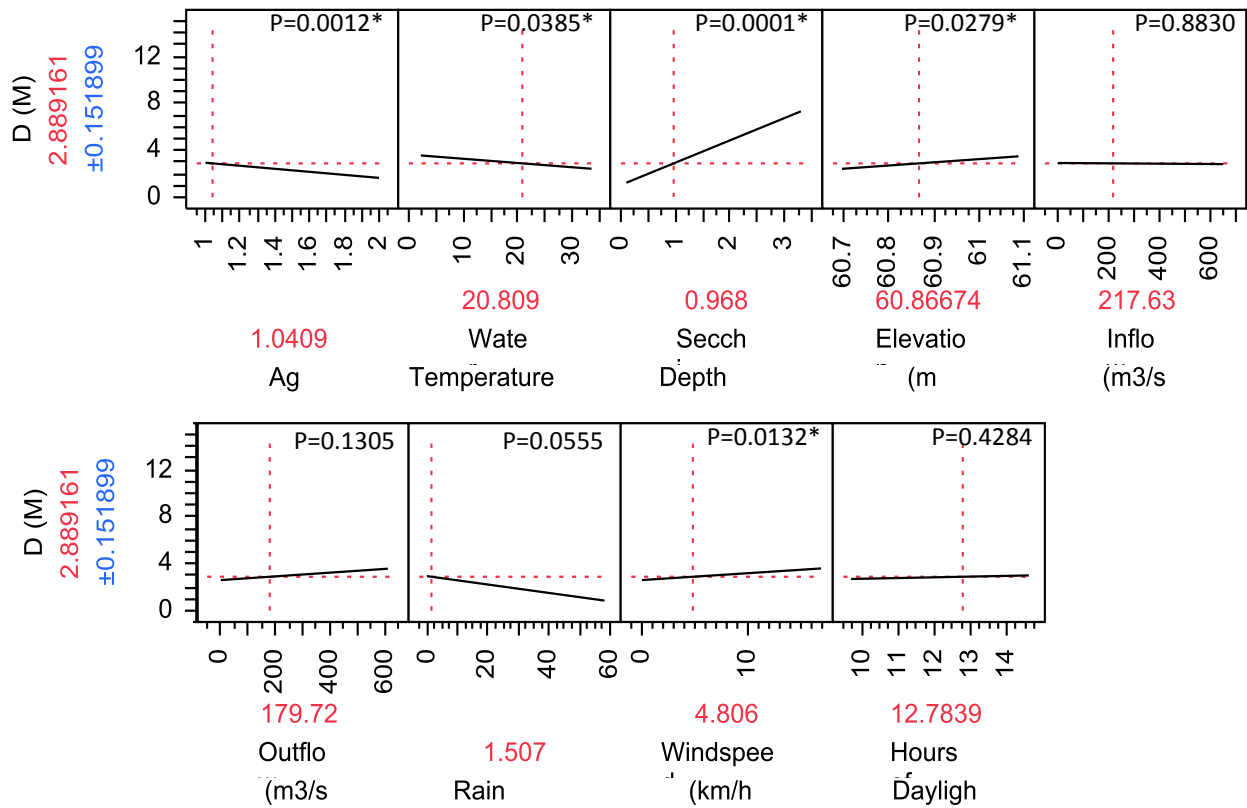 P=0.0012* P=0.0385* P=0.0001* P=0.0279* P=0.8830
D (M)
2.889161
±0.151899
12
8
4
0
1 1.2 1.4 1.6 1.8 2 0 10 20 30 0 1 2 3 60.7 60.8 60.9 61 61.1 0 200 400 600
20.809 0.968 60.86674 217.63
1.0409 Wate Secch Elevatio Inflo
Ag Temperature Depth (m (m3/s
P=0.1305 P=0.0555 P=0.0132* P=0.4284
D (M)
2.889161
±0.151899
12
8
4
0
0 200 400 600 0 20 40 60 0 10 10 11 12 13 14
179.72 4.806 12.7839
Outflo 1.507 Windspee Hours
(m3/s Rain (km/h Dayligh